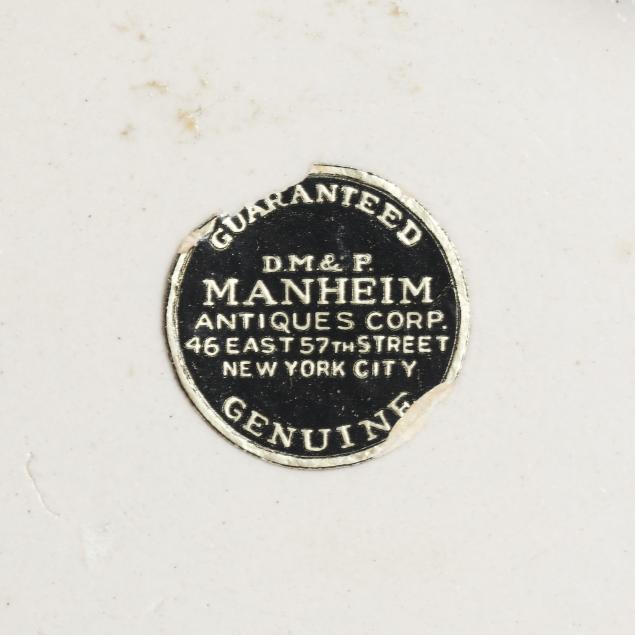 GUARANTEED
D.M.& P.
MANHEIM
ANTIQUES CORP.
46 EAST 57TH STREET
NEW YORK CITY
GENUINE